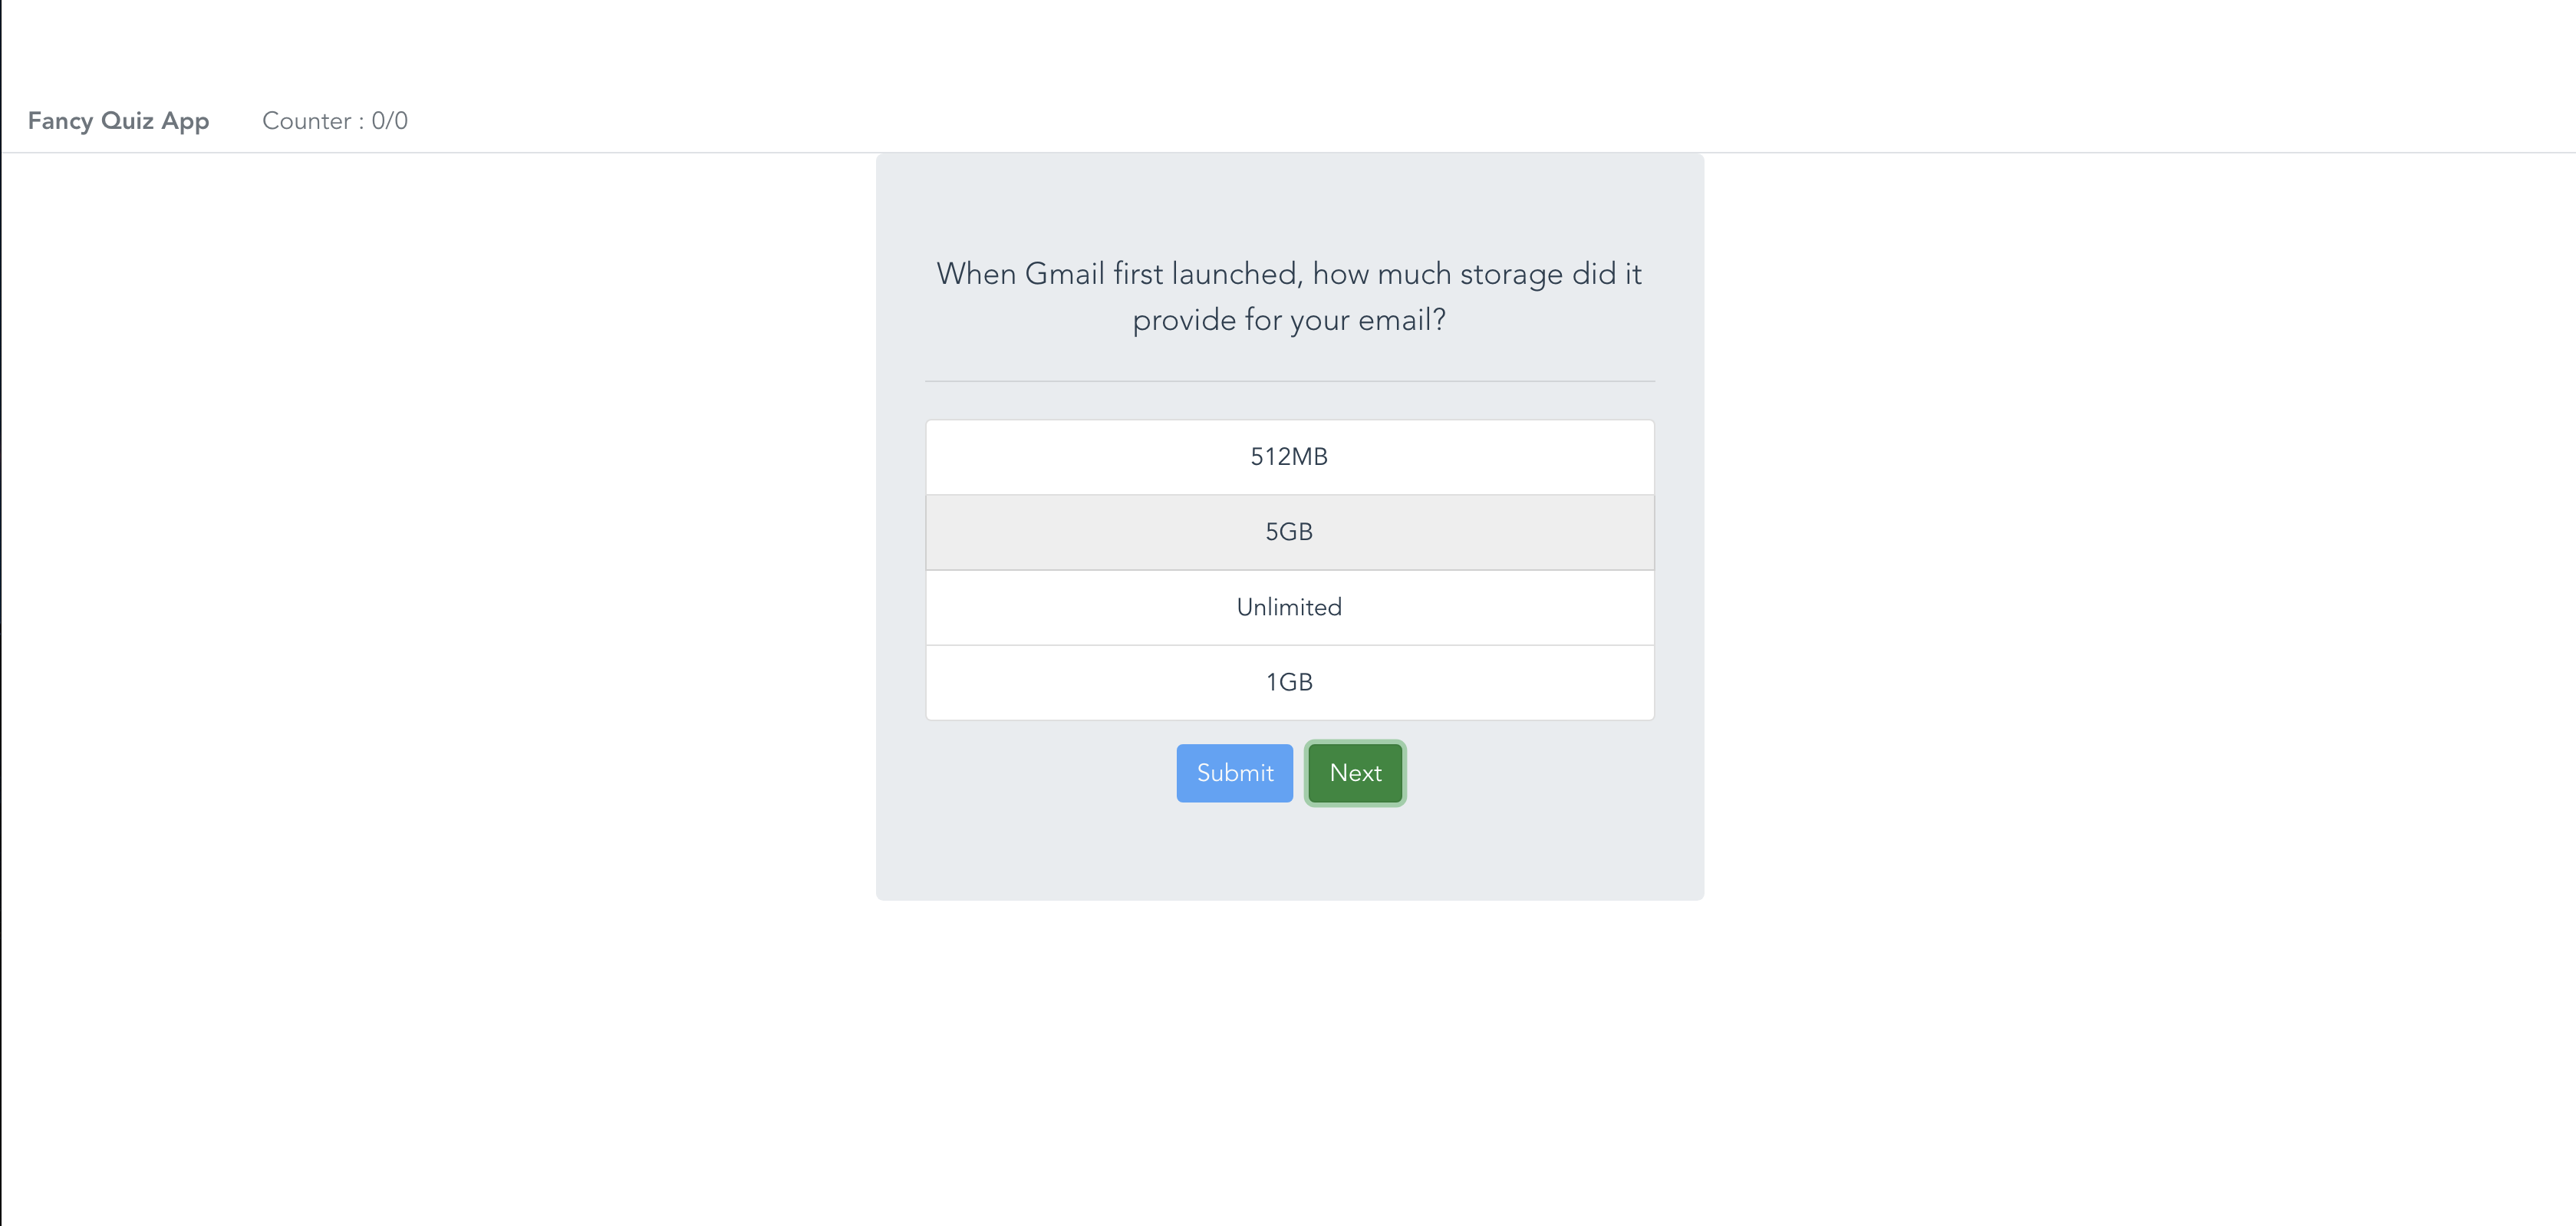 Fancy Quiz App
Counter : 0/0
When Gmail first launched, how much storage did it
provide for your email?
512MB
5GB
Unlimited
1GB
Submit
Next